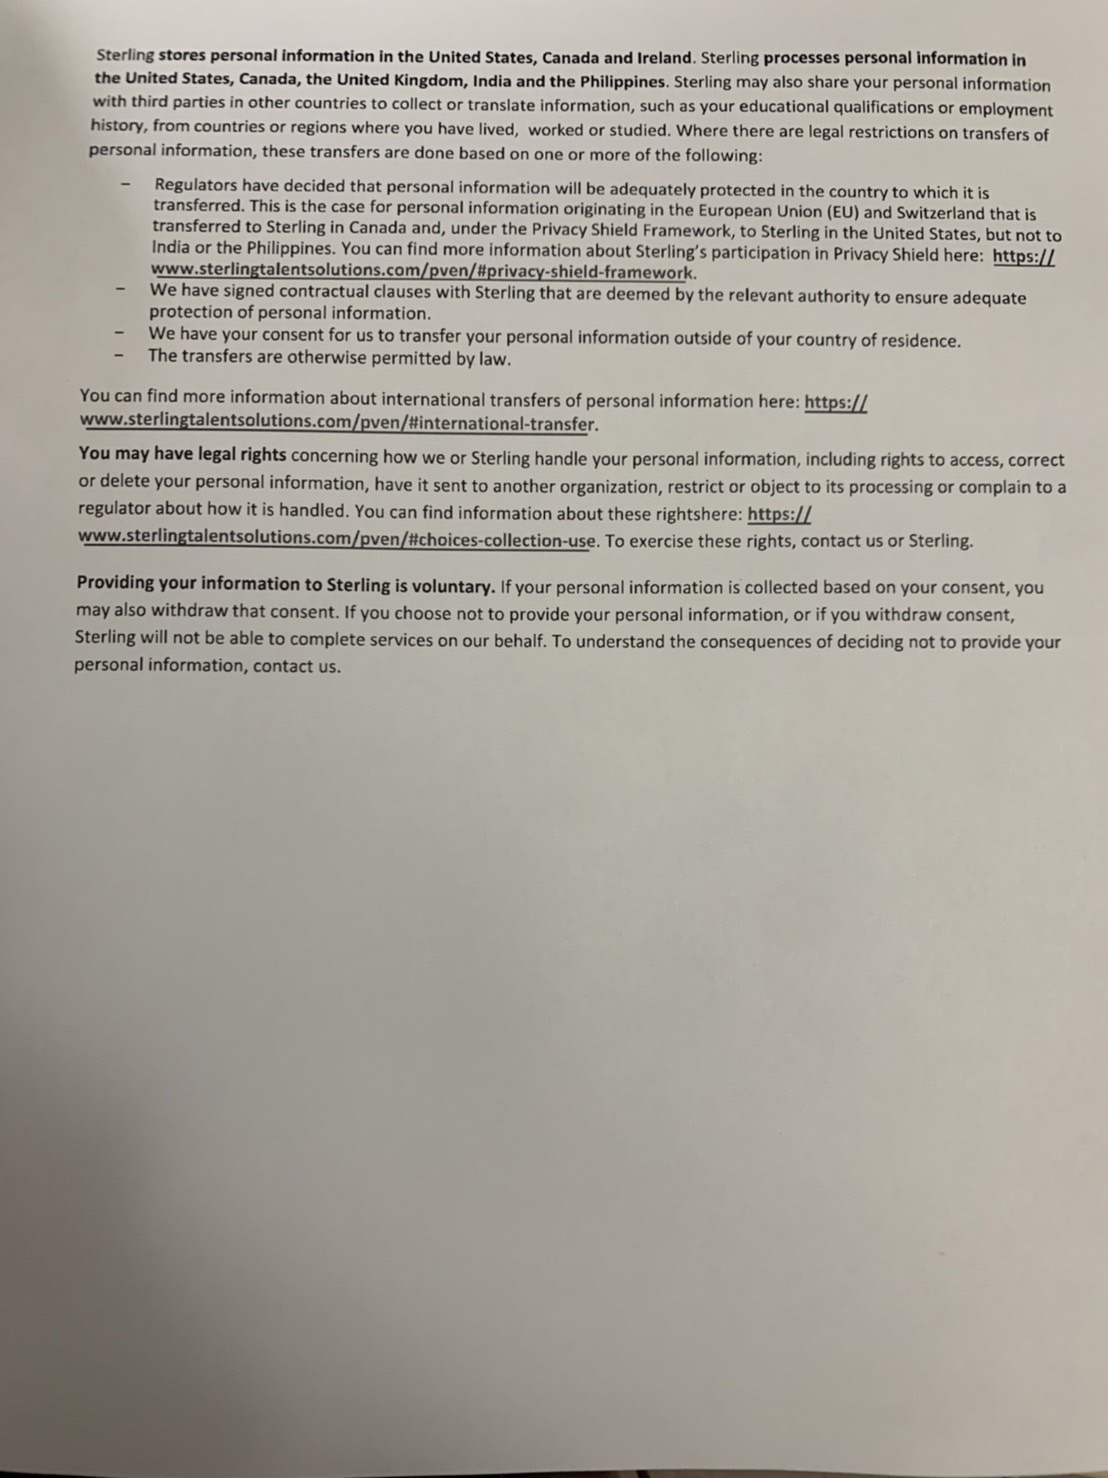 Sterling stores personal information in the United States, Canada and Ireland. Sterling processes personal information in
the United States, Canada, the United Kingdom, India and the Philippines. Sterling may also share your personal information
with third parties in other countries to collect or translate information, such as your educational qualifications or employment
history, from countries or regions where you have lived, worked or studied. Where there are legal restrictions on transfers of
personal information, these transfers are done based on one or more of the following:
– Regulators have decided that personal information will be adequately protected in the country to which it is
transferred. This is the case for personal information originating in the European Union (EU) and Switzerland that is
transferred to Sterling in Canada and, under the Privacy Shield Framework, to Sterling in the United States, but not to
India or the Philippines. You can find more information about Sterling's participation in Privacy Shield here: https://
www.sterlingtalentsolutions.com/pven/#privacy-shield-framework.
– We have signed contractual clauses with Sterling that are deemed by the relevant authority to ensure adequate
protection of personal information.
– We have your consent for us to transfer your personal information outside of your country of residence.
– The transfers are otherwise permitted by law.
You can find more information about international transfers of personal information here: https://
www.sterlingtalentsolutions.com/pven/#international-transfer.
You may have legal rights concerning how we or Sterling handle your personal information, including rights to access, correct
or delete your personal information, have it sent to another organization, restrict or object to its processing or complain to a
regulator about how it is handled. You can find information about these rightshere: https://
www.sterlingtalentsolutions.com/pven/#choices-collection-use. To exercise these rights, contact us or Sterling.
Providing your information to Sterling is voluntary. If your personal information is collected based on your consent, you
may also withdraw that consent. If you choose not to provide your personal information, or if you withdraw consent,
Sterling will not be able to complete services on our behalf. To understand the consequences of deciding not to provide your
personal information, contact us.